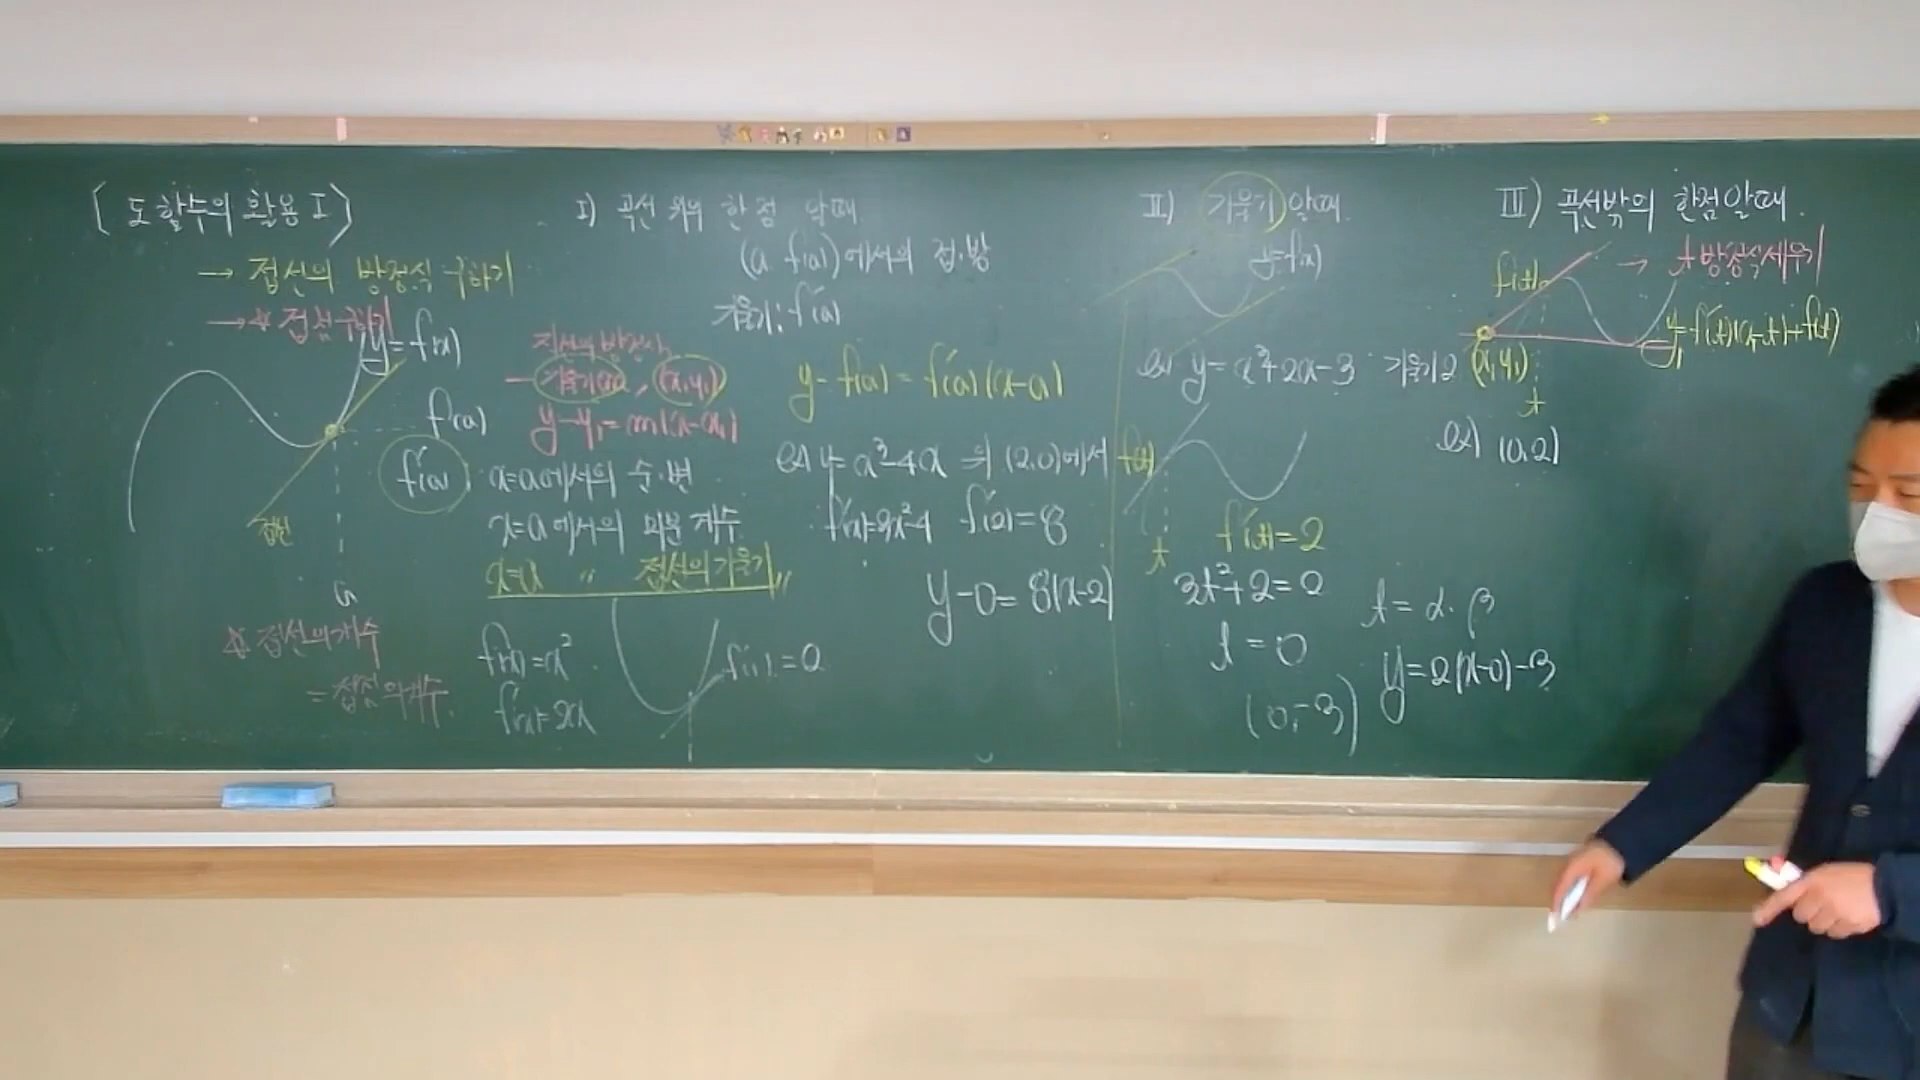 [ 도함수의 활용 I ]
→ 접선의 방정식 구하기
→ ☆ 접점 구하기
y=f(x)
f(a)
f'(a)
접선
a
☆ 접선의 개수
= 접점의 개수
직선의 방정식
- 기울기 m, (x₁, y₁)
y-y₁=m(x-x₁)
x=a에서의 순·변
x=a에서의 미분계수
x=a 〃 접선의 기울기
f(x)=x²
f'(x)=2x
f'(1)=2
I) 곡선 위의 한 점 알때
(a, f(a))에서의 접·방
기울기: f'(a)
y-f(a)=f'(a)(x-a)
ex) y=x³-4x 의 (2,0)에서
f'(x)=3x²-4 f'(2)=8
y-0=8(x-2)
II) 기울기 알때.
y=f(x)
ex) y=x³+2x-3 기울기 2
f(t)
t
f'(t)=2
3t²+2=2
t=0
(0,-3)
t=α, β
y=2(x-0)-3
III) 곡선밖의 한점 알때.
→ t 방정식세우기
f(t)
y=f'(t)(x-t)+f(t)
(x₁,y₁)
t
ex) (0,2)